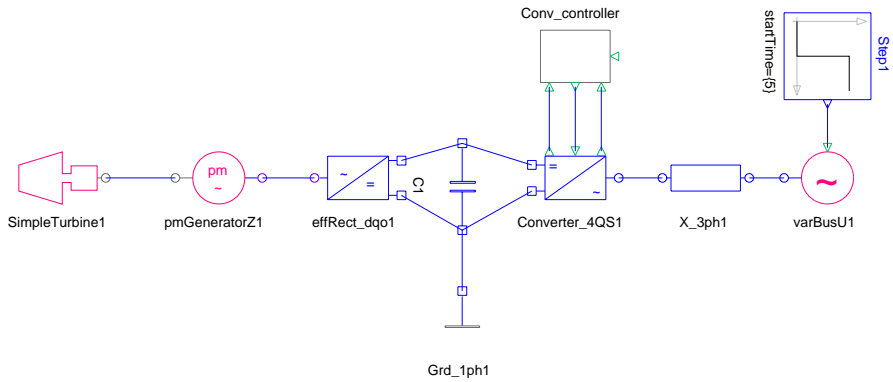 Conv_controller
Step1
startTime={5}
pm
~
~
=
C1
=
~
~
SimpleTurbine1
pmGeneratorZ1
effRect_dqo1
Converter_4QS1
X_3ph1
varBusU1
Grd_1ph1